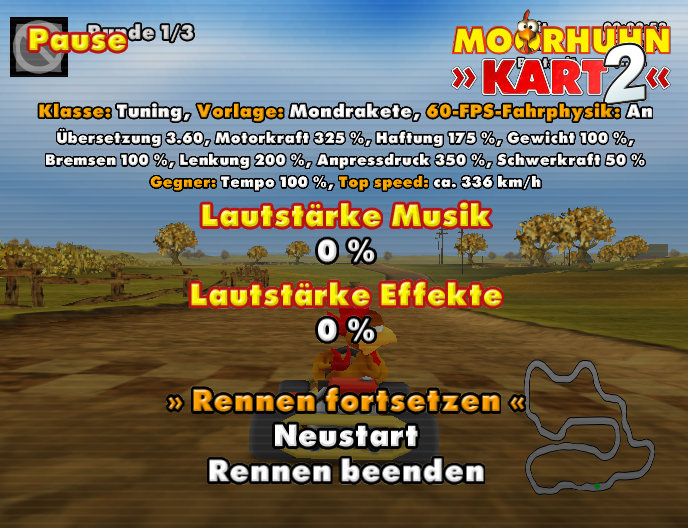 Pause
Runde 1/3
MOORHUHN
» KART 2 «
Klasse: Tuning, Vorlage: Mondrakete, 60-FPS-Fahrphysik: An
Übersetzung 3.60, Motorkraft 325 %, Haftung 175 %, Gewicht 100 %,
Bremsen 100 %, Lenkung 200 %, Anpressdruck 350 %, Schwerkraft 50 %
Gegner: Tempo 100 %, Top speed: ca. 336 km/h
Lautstärke Musik
0 %
Lautstärke Effekte
0 %
» Rennen fortsetzen «
Neustart
Rennen beenden